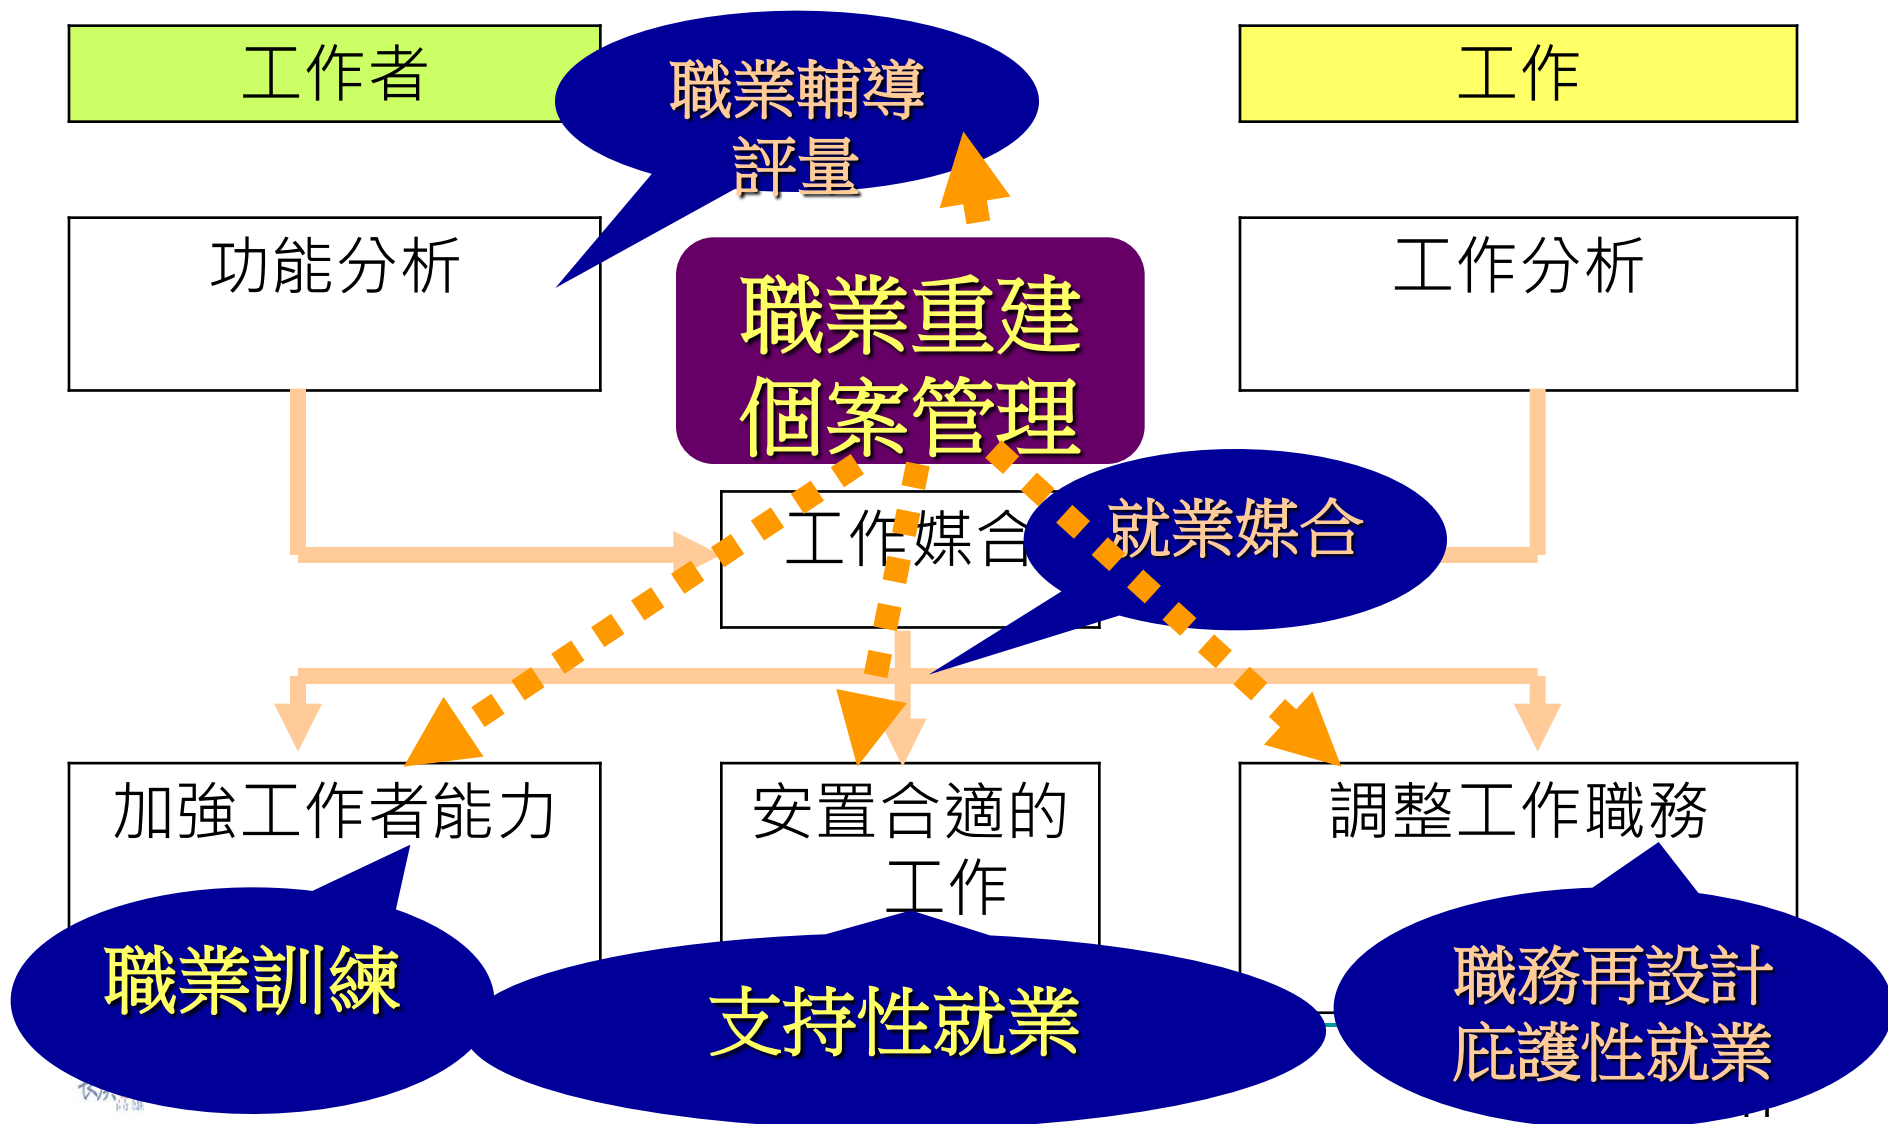 工作者
職業輔導
評量
工作
功能分析
職業重建
個案管理
工作分析
工作媒合
就業媒合
加強工作者能力
安置合適的
工作
調整工作職務
職業訓練
支持性就業
職務再設計
庇護性就業
高雄